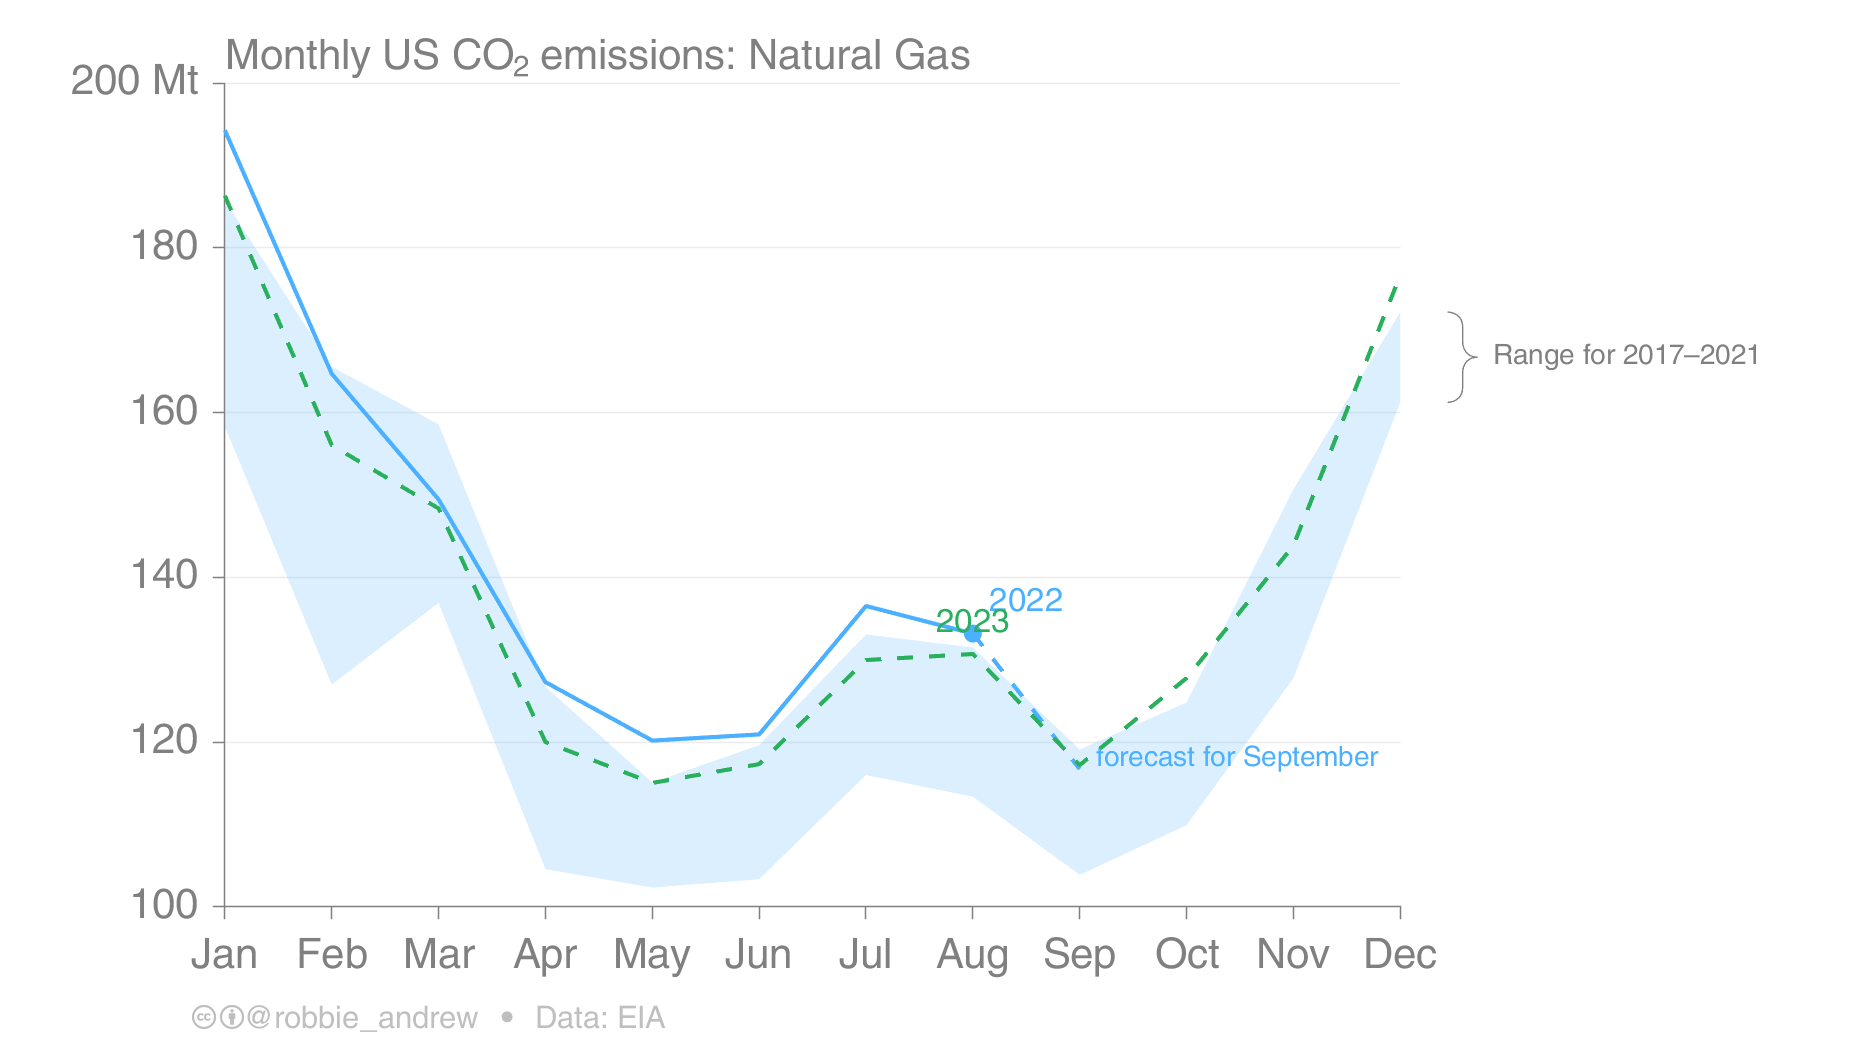 Monthly US CO₂ emissions: Natural Gas
200 Mt
180
160
140
120
100
Range for 2017–2021
2022
2023
forecast for September
Jan Feb Mar Apr May Jun Jul Aug Sep Oct Nov Dec
cc @robbie_andrew • Data: EIA